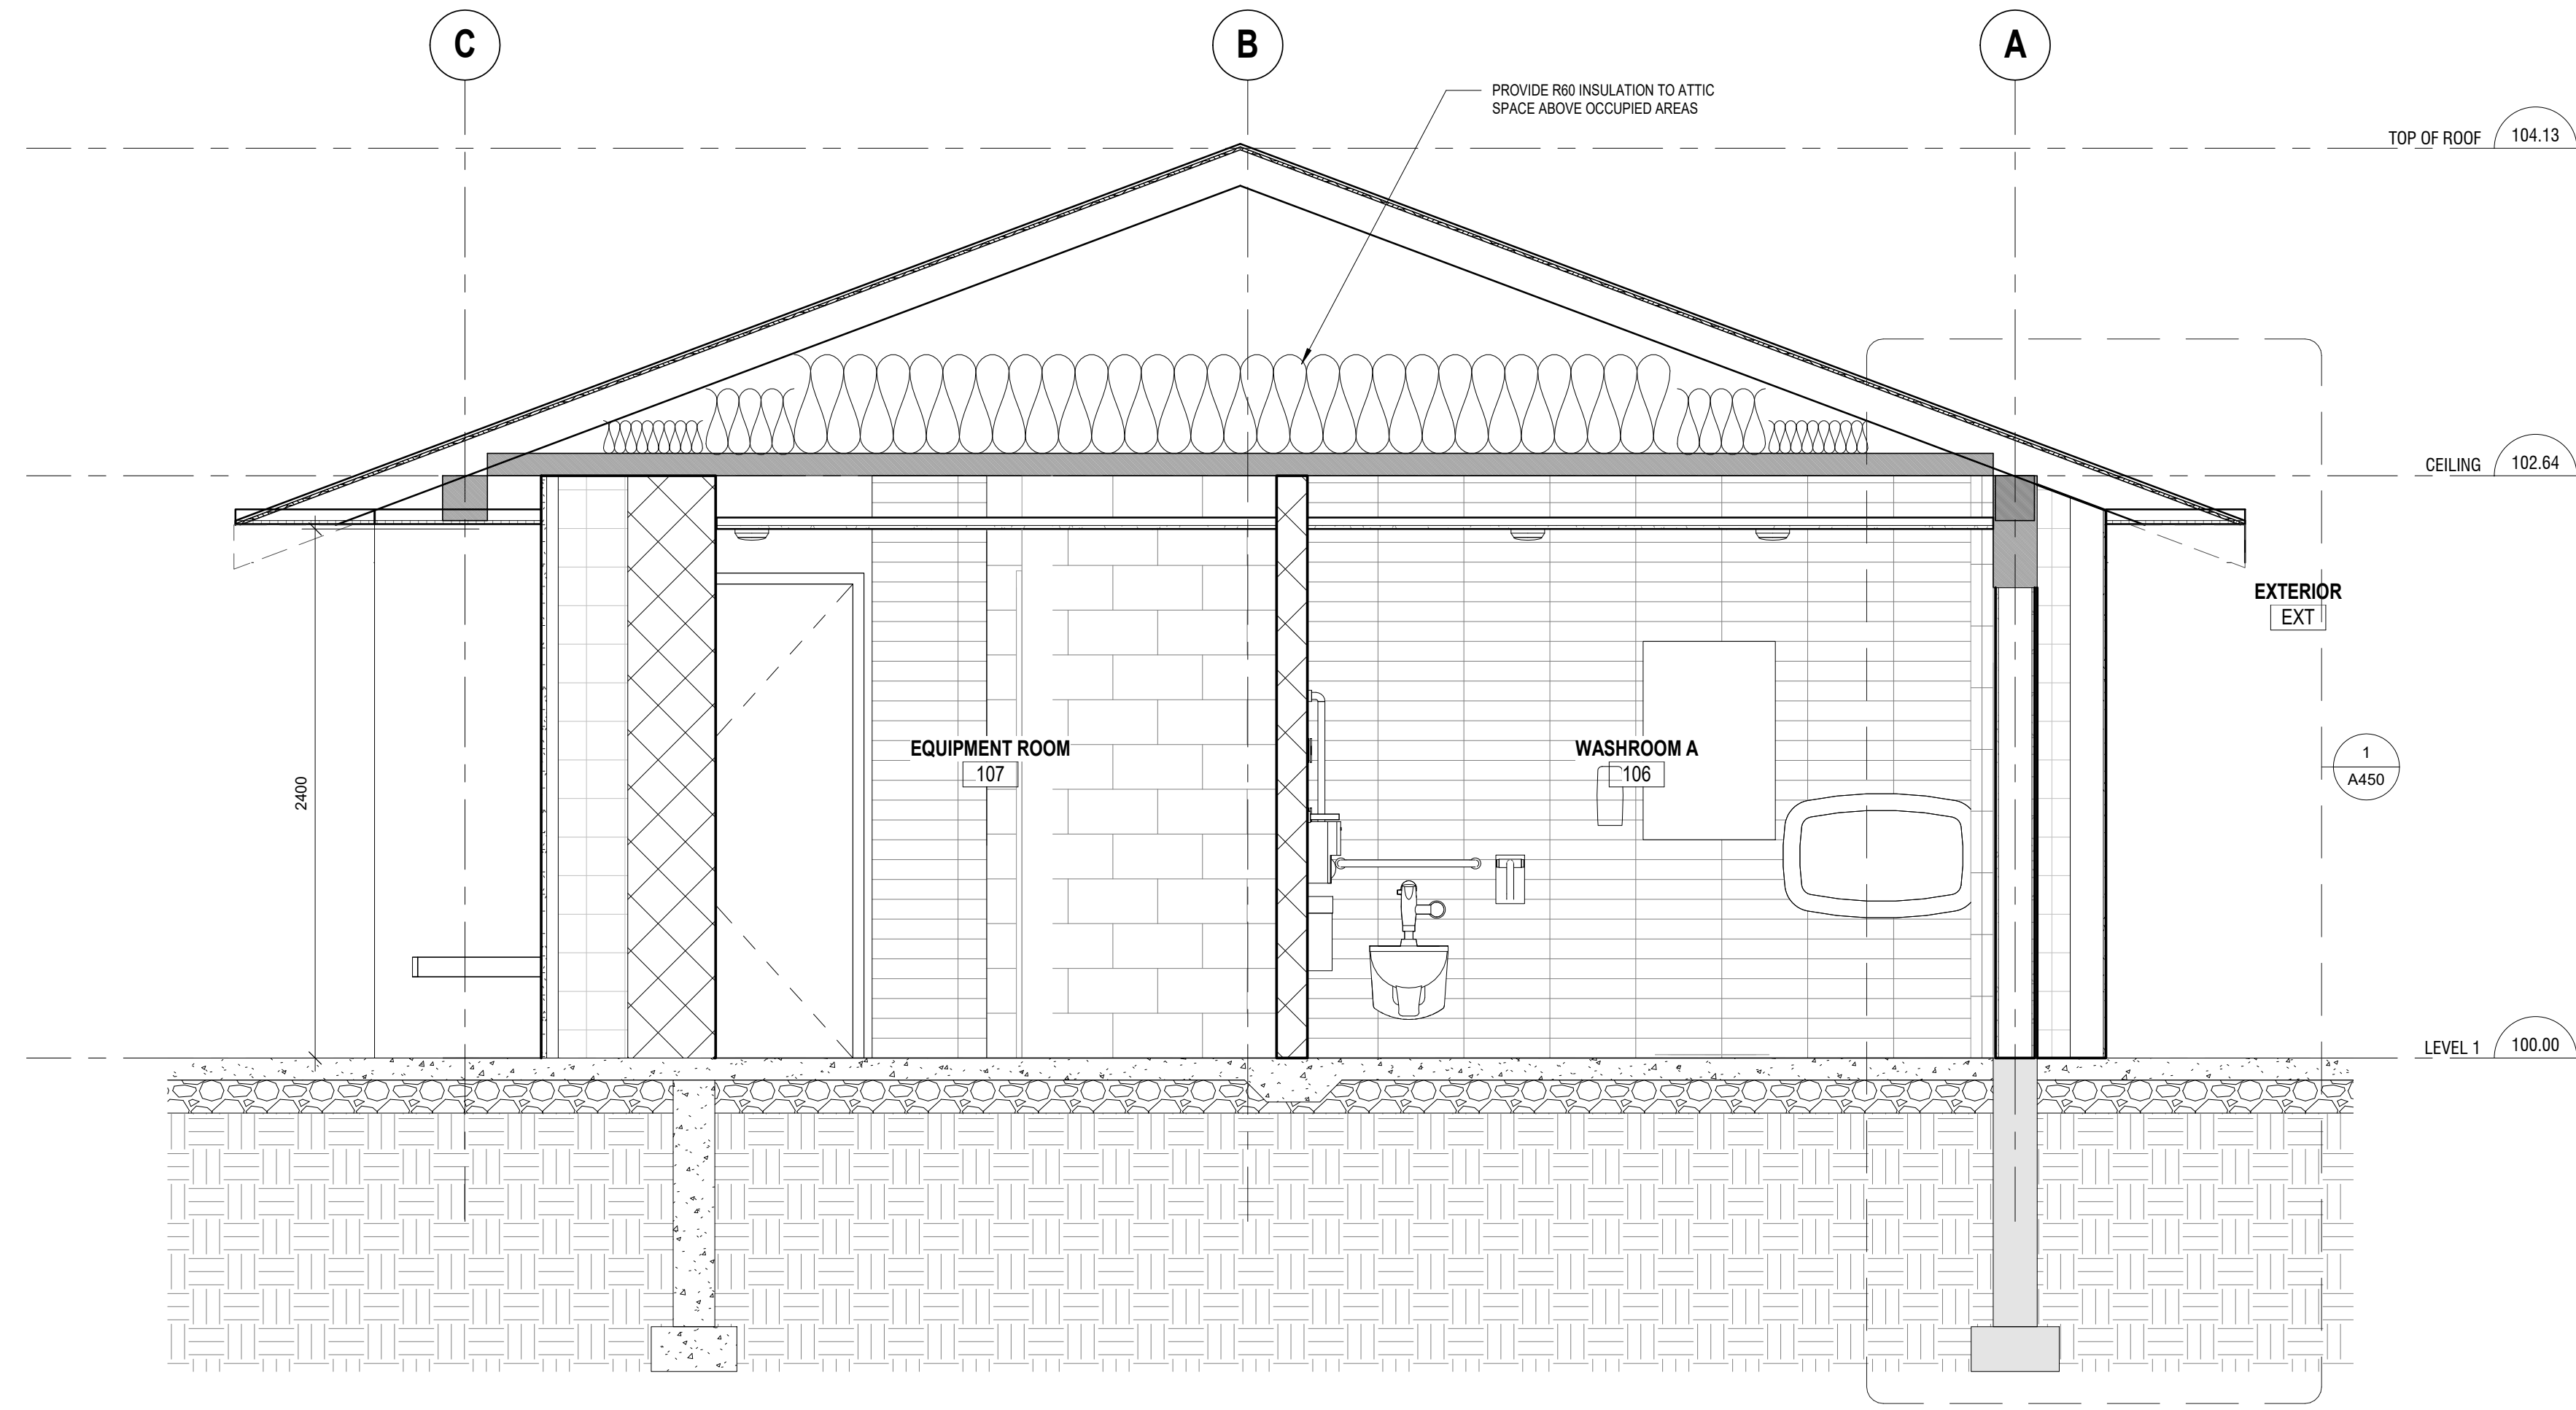 C
B
A
PROVIDE R60 INSULATION TO ATTIC
SPACE ABOVE OCCUPIED AREAS
TOP OF ROOF 104.13
CEILING 102.64
EXTERIOR
EXT
EQUIPMENT ROOM
107
WASHROOM A
106
1
A450
2400
LEVEL 1 100.00